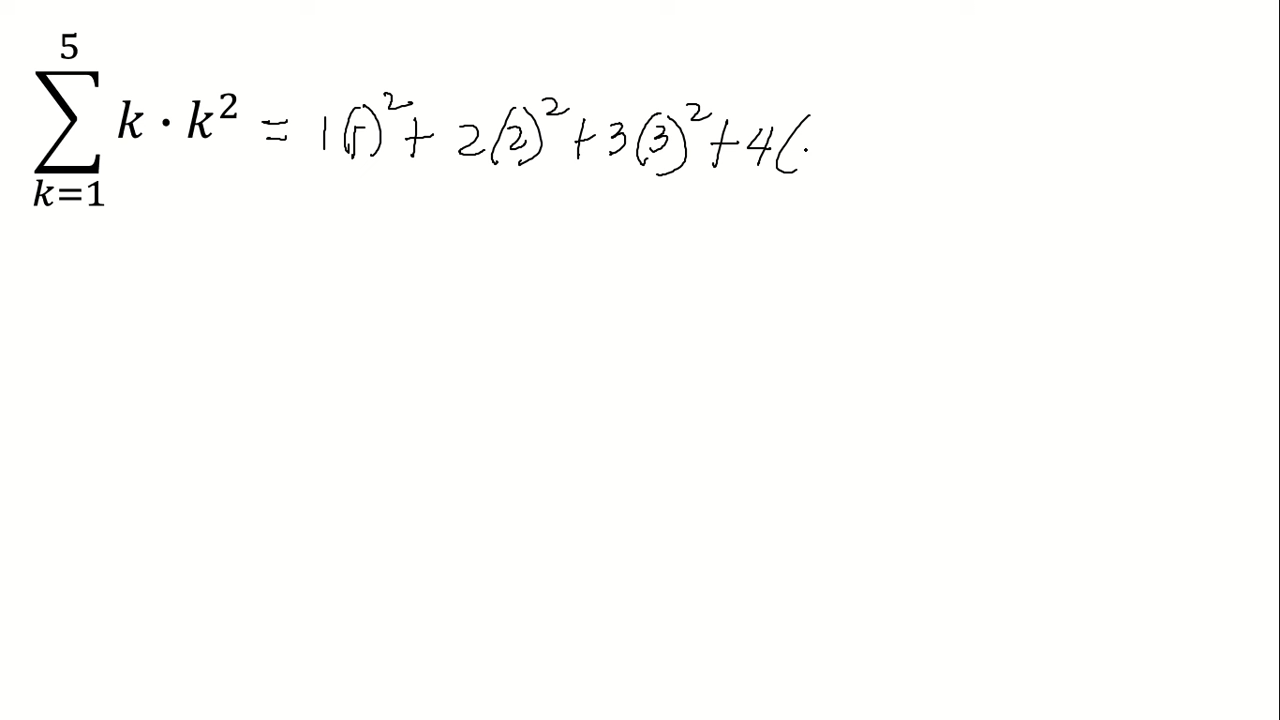 5
∑ k · k² = 1(1)² + 2(2)² + 3(3)² + 4(
k=1